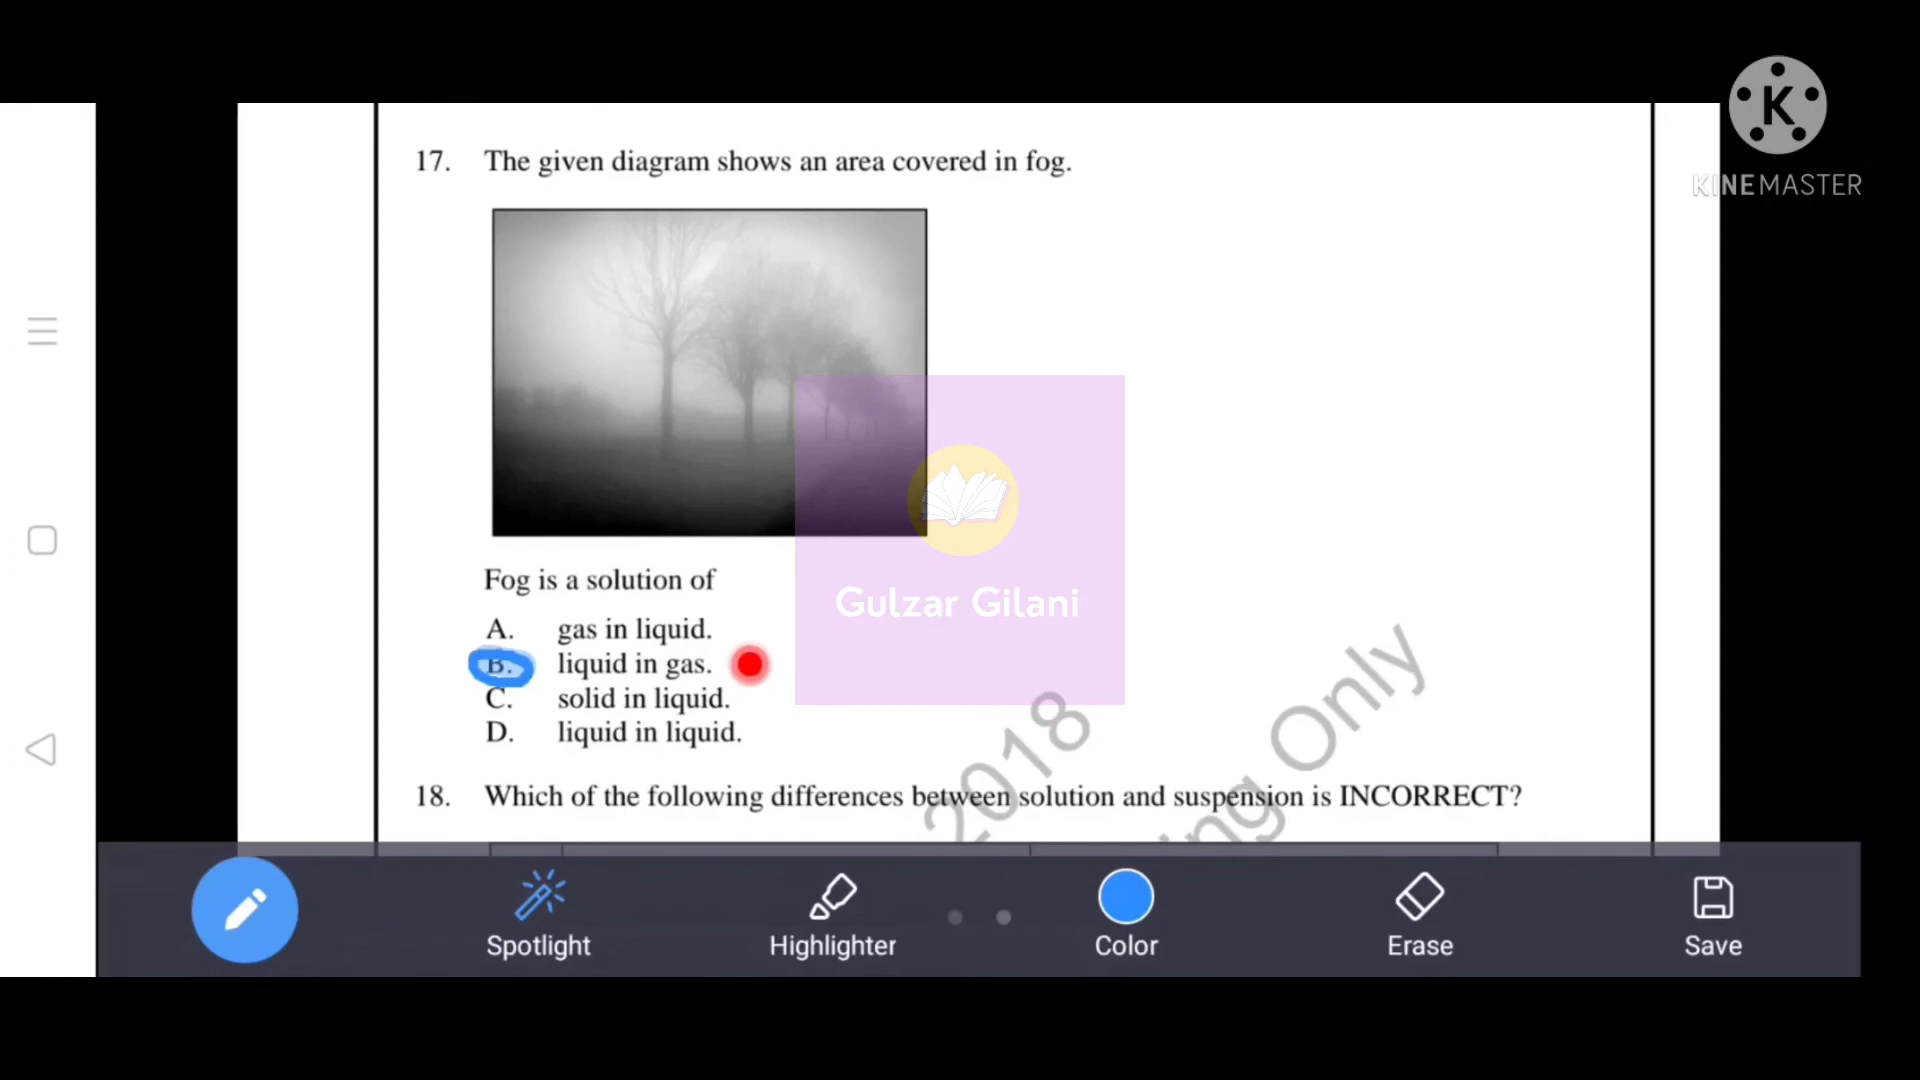 KINEMASTER
17. The given diagram shows an area covered in fog.
Gulzar Gilani
Fog is a solution of
A. gas in liquid.
B. liquid in gas.
C. solid in liquid.
D. liquid in liquid.
2018
ing Only
18. Which of the following differences between solution and suspension is INCORRECT?
Spotlight
Highlighter
Color
Erase
Save